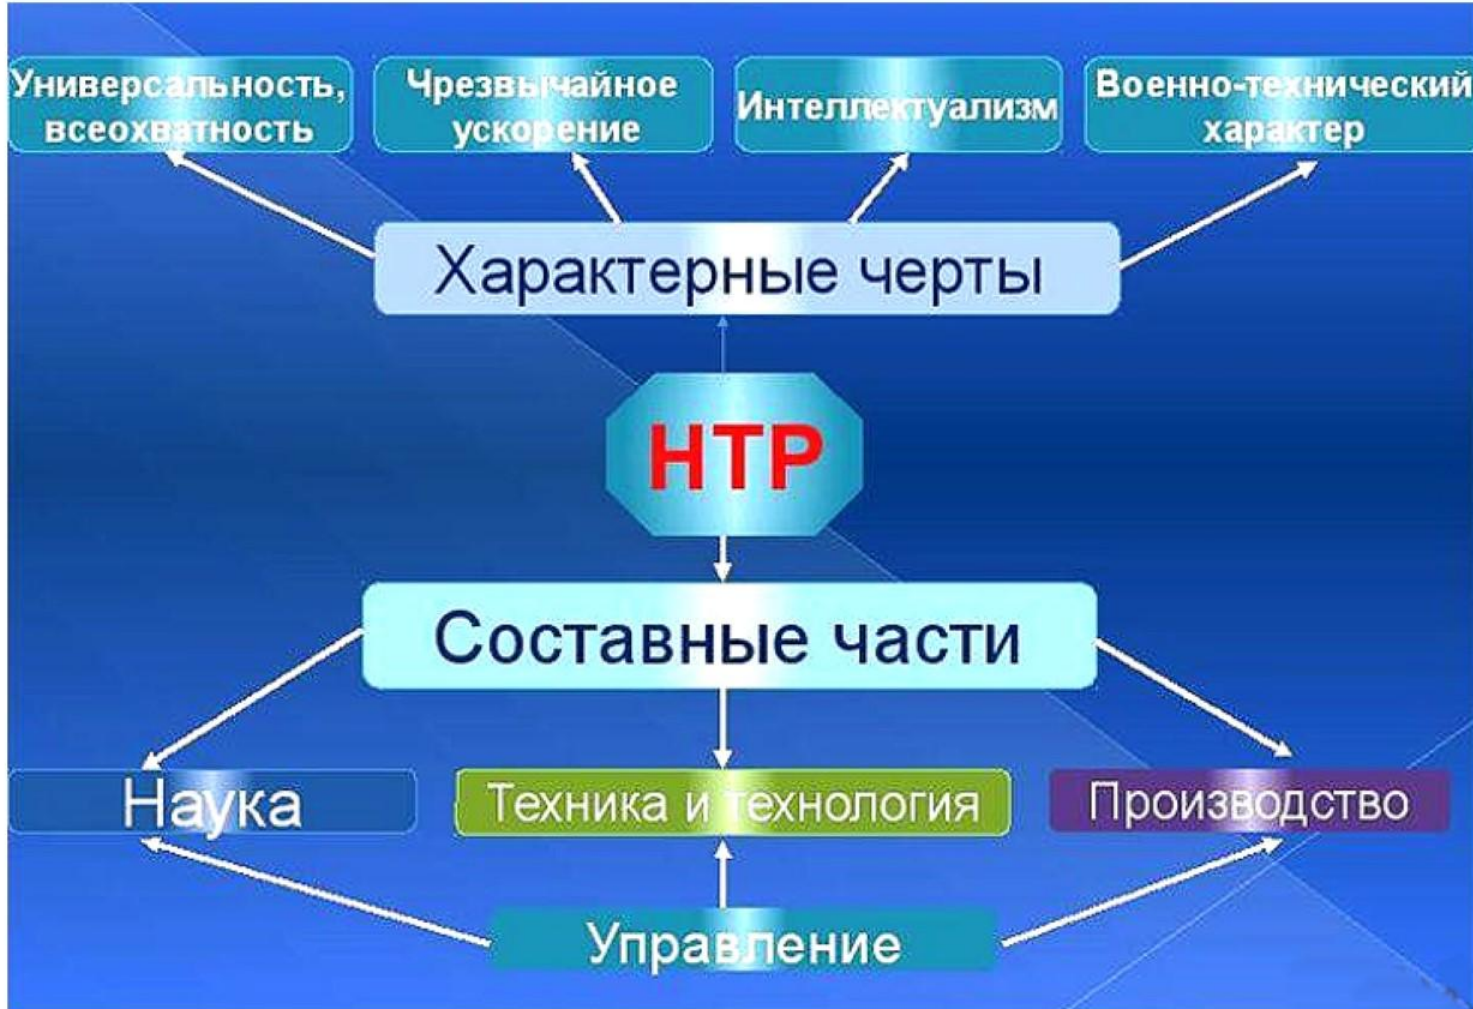 Универсальность,
всеохватность
Чрезвычайное
ускорение
Интеллектуализм
Военно-технический
характер
Характерные черты
НТР
Составные части
Наука
Техника и технология
Производство
Управление